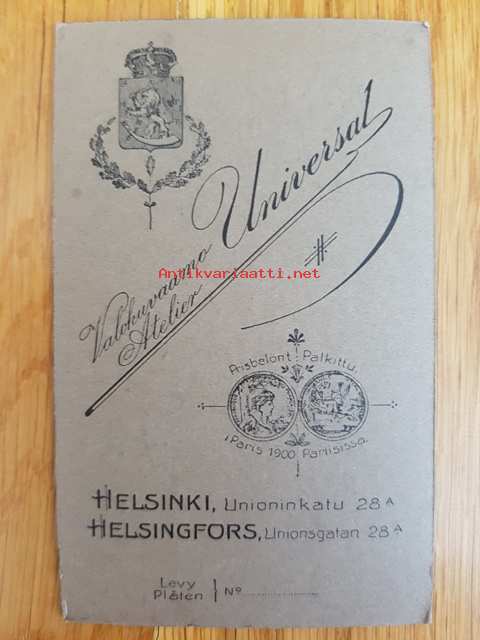 Universal
Valokuvaamo
Atelier
Antikvariaatti.net
Prisbelönt Palkittu
i Paris 1900 Pariisissa
HELSINKI, Unioninkatu 28 A
HELSINGFORS, Unionsgatan 28 A
Levy
Plåten
No